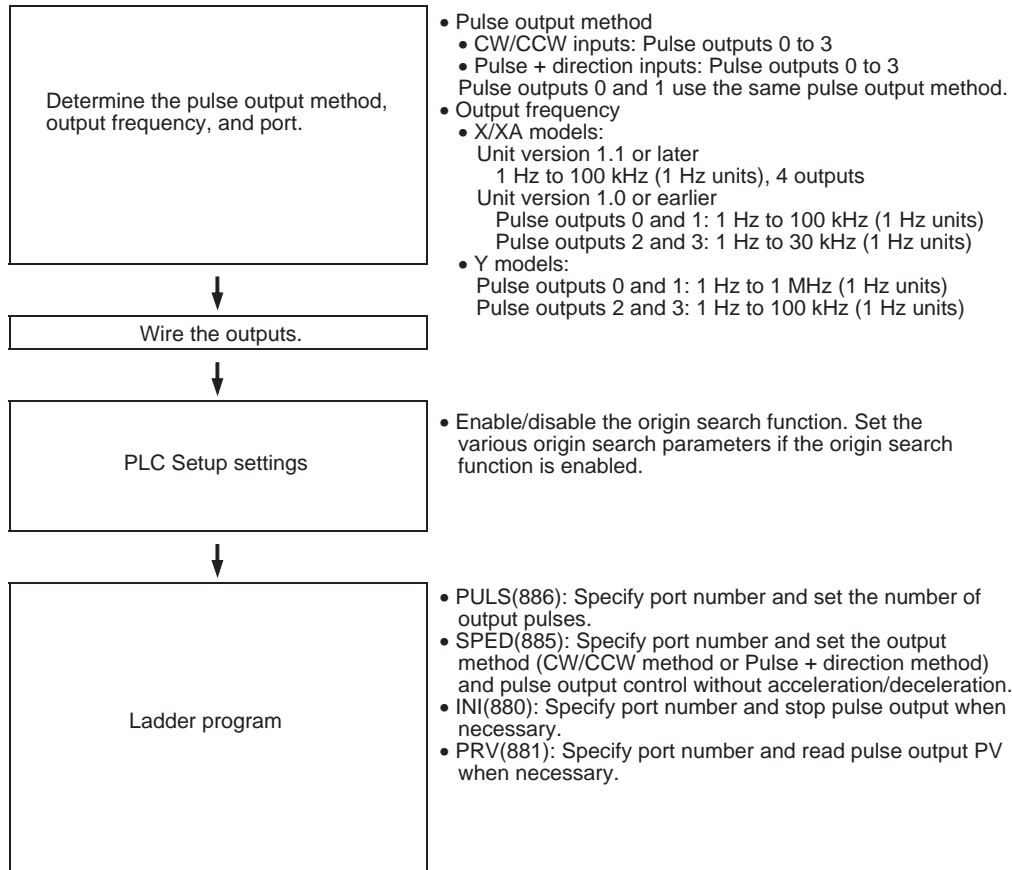 Determine the pulse output method,
output frequency, and port.
• Pulse output method
• CW/CCW inputs: Pulse outputs 0 to 3
• Pulse + direction inputs: Pulse outputs 0 to 3
Pulse outputs 0 and 1 use the same pulse output method.
• Output frequency
• X/XA models:
Unit version 1.1 or later
1 Hz to 100 kHz (1 Hz units), 4 outputs
Unit version 1.0 or earlier
Pulse outputs 0 and 1: 1 Hz to 100 kHz (1 Hz units)
Pulse outputs 2 and 3: 1 Hz to 30 kHz (1 Hz units)
• Y models:
Pulse outputs 0 and 1: 1 Hz to 1 MHz (1 Hz units)
Pulse outputs 2 and 3: 1 Hz to 100 kHz (1 Hz units)
Wire the outputs.
PLC Setup settings
• Enable/disable the origin search function. Set the
various origin search parameters if the origin search
function is enabled.
Ladder program
• PULS(886): Specify port number and set the number of
output pulses.
• SPED(885): Specify port number and set the output
method (CW/CCW method or Pulse + direction method)
and pulse output control without acceleration/deceleration.
• INI(880): Specify port number and stop pulse output when
necessary.
• PRV(881): Specify port number and read pulse output PV
when necessary.